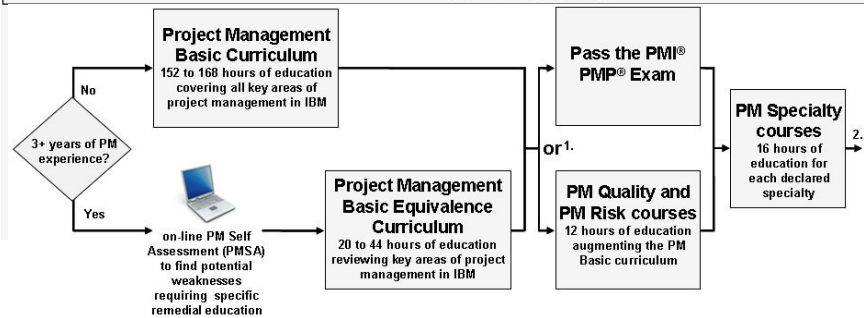 Project Management
Basic Curriculum
152 to 168 hours of education
covering all key areas of
project management in IBM
No
3+ years of PM
experience?
Yes
on-line PM Self
Assessment (PMSA)
to find potential
weaknesses
requiring specific
remedial education
Project Management
Basic Equivalence
Curriculum
20 to 44 hours of education
reviewing key areas of project
management in IBM
or1.
Pass the PMI®
PMP® Exam
PM Quality and
PM Risk courses
12 hours of education
augmenting the PM
Basic curriculum
PM Specialty
courses
16 hours of
education for
each declared
specialty
2.